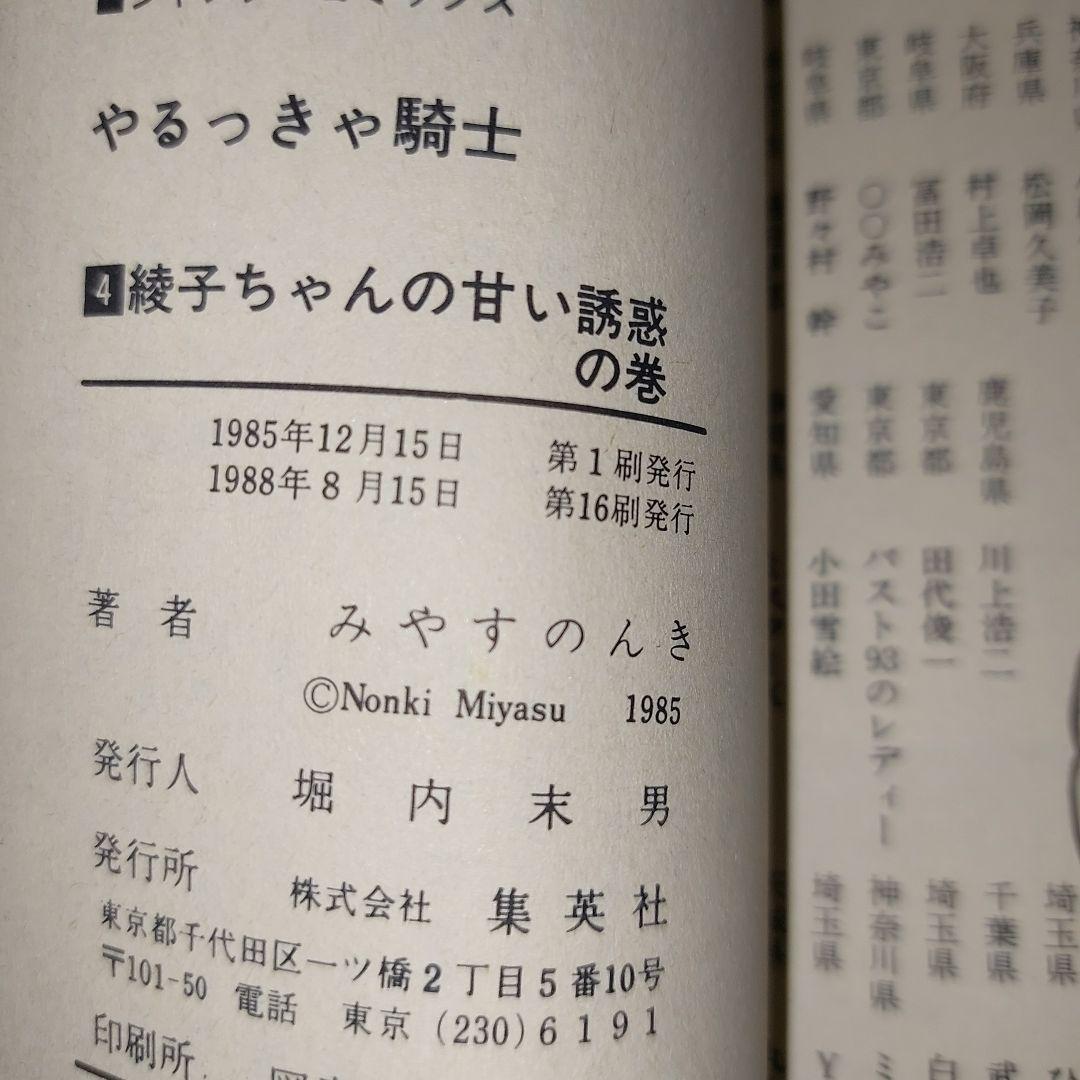 やるっきゃ騎士
4 綾子ちゃんの甘い誘惑
の巻
1985年12月15日 第1刷発行
1988年8月15日 第16刷発行
著者 みやすのんき
©Nonki Miyasu 1985
発行人 堀内末男
発行所 株式会社 集英社
東京都千代田区一ツ橋2丁目5番10号
〒101-50 電話 東京 (230) 6191
印刷所
兵庫県 松岡久美子
大阪府 村上卓也 鹿児島県 川上浩二 千葉県
岐阜県 冨田浩二 東京都 田代俊一 埼玉県
東京都 〇〇みやこ 東京都 バスト93のレディー 神奈川県
岐阜県 野々村 幹 愛知県 小田雪絵 埼玉県
埼玉県